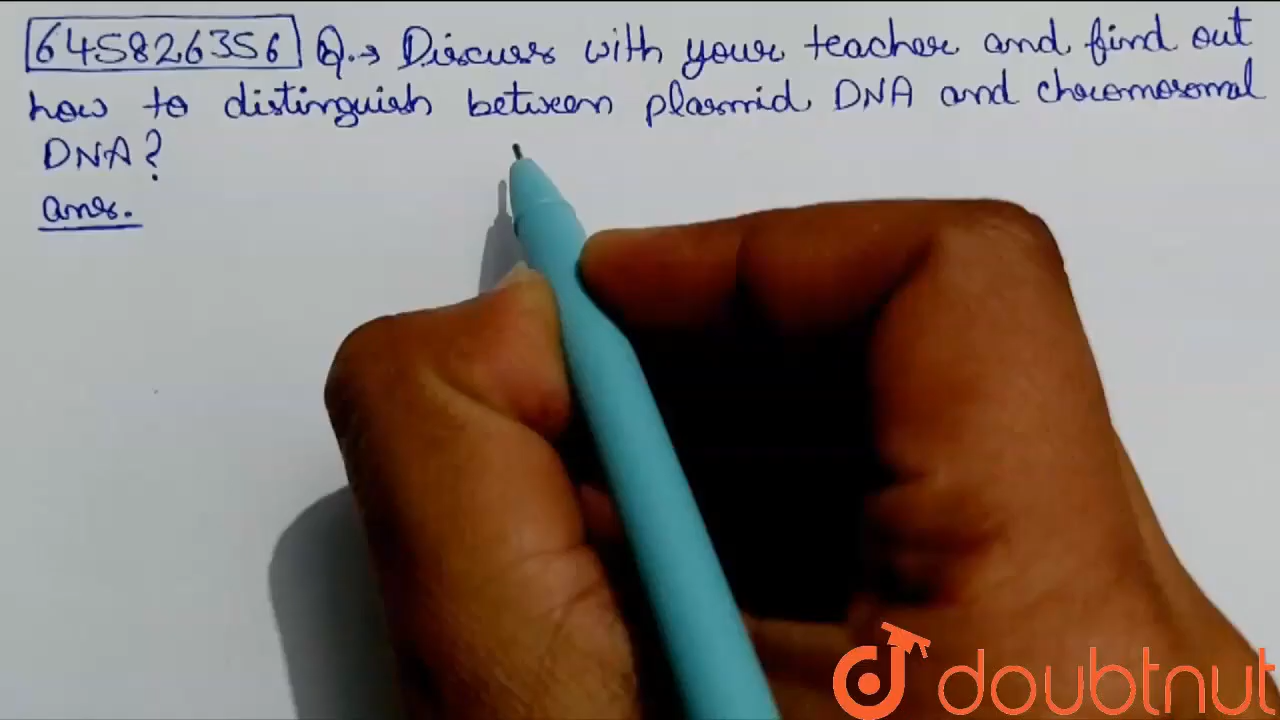 645826356 Q.→ Discuss with your teacher and find out
how to distinguish between plasmid DNA and chromosomal
DNA?
ans.
doubtnut